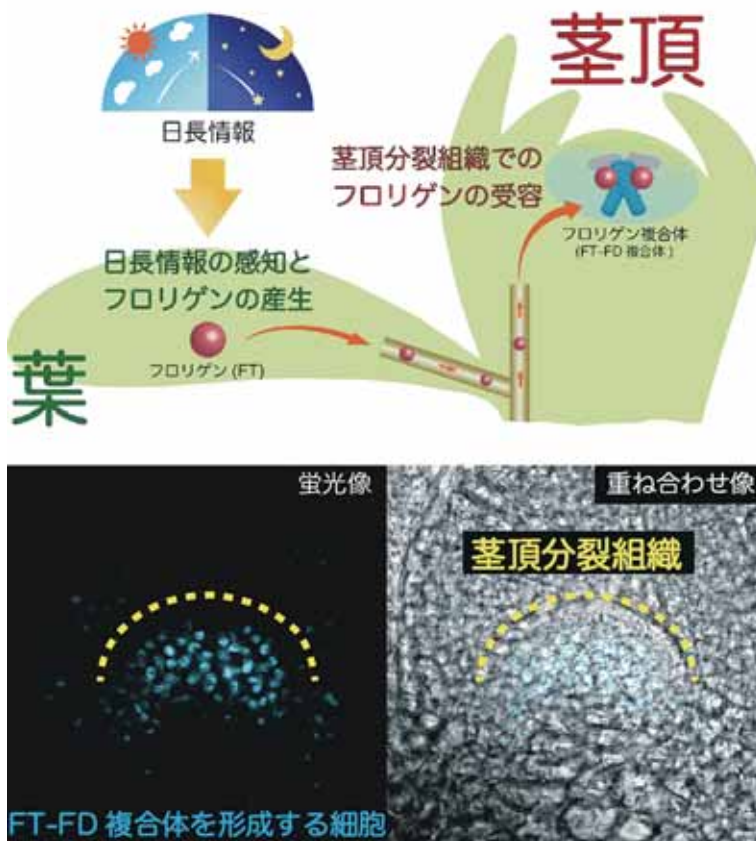 日長情報
茎頂
茎頂分裂組織での
フロリゲンの受容
フロリゲン複合体
(FT-FD 複合体)
日長情報の感知と
フロリゲンの産生
フロリゲン (FT)
葉
蛍光像
重ね合わせ像
茎頂分裂組織
FT-FD 複合体を形成する細胞